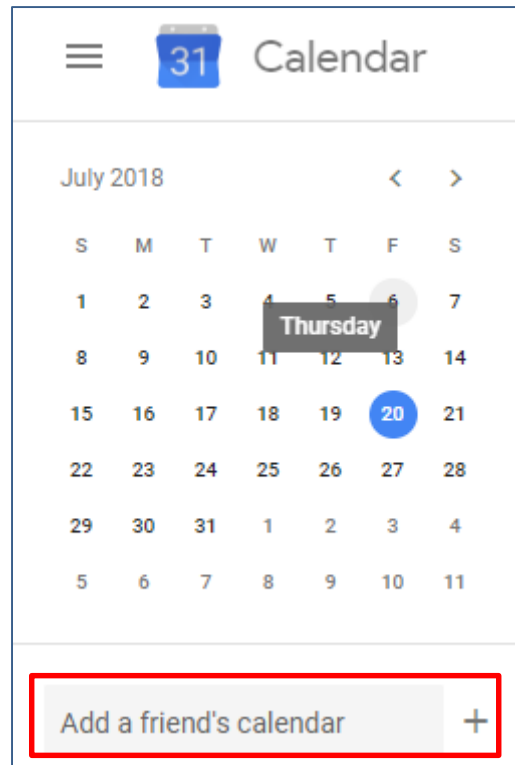 31 Calendar
July 2018 < >
S M T W T F S
1 2 3 4 5 6 7
Thursday
8 9 10 11 12 13 14
15 16 17 18 19 20 21
22 23 24 25 26 27 28
29 30 31 1 2 3 4
5 6 7 8 9 10 11
Add a friend's calendar +